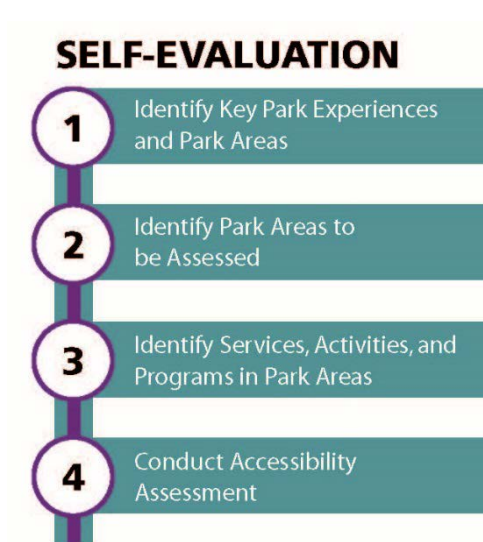 SELF-EVALUATION
1
Identify Key Park Experiences
and Park Areas
2
Identify Park Areas to
be Assessed
3
Identify Services, Activities, and
Programs in Park Areas
4
Conduct Accessibility
Assessment